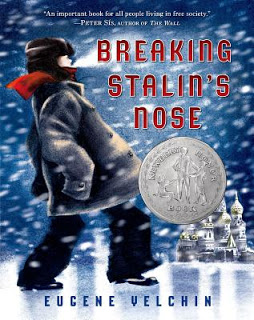 "An important book for all people living in free society."
—PETER SÍS, AUTHOR OF THE WALL
BREAKING
STALIN'S
NOSE
EUGENE YELCHIN